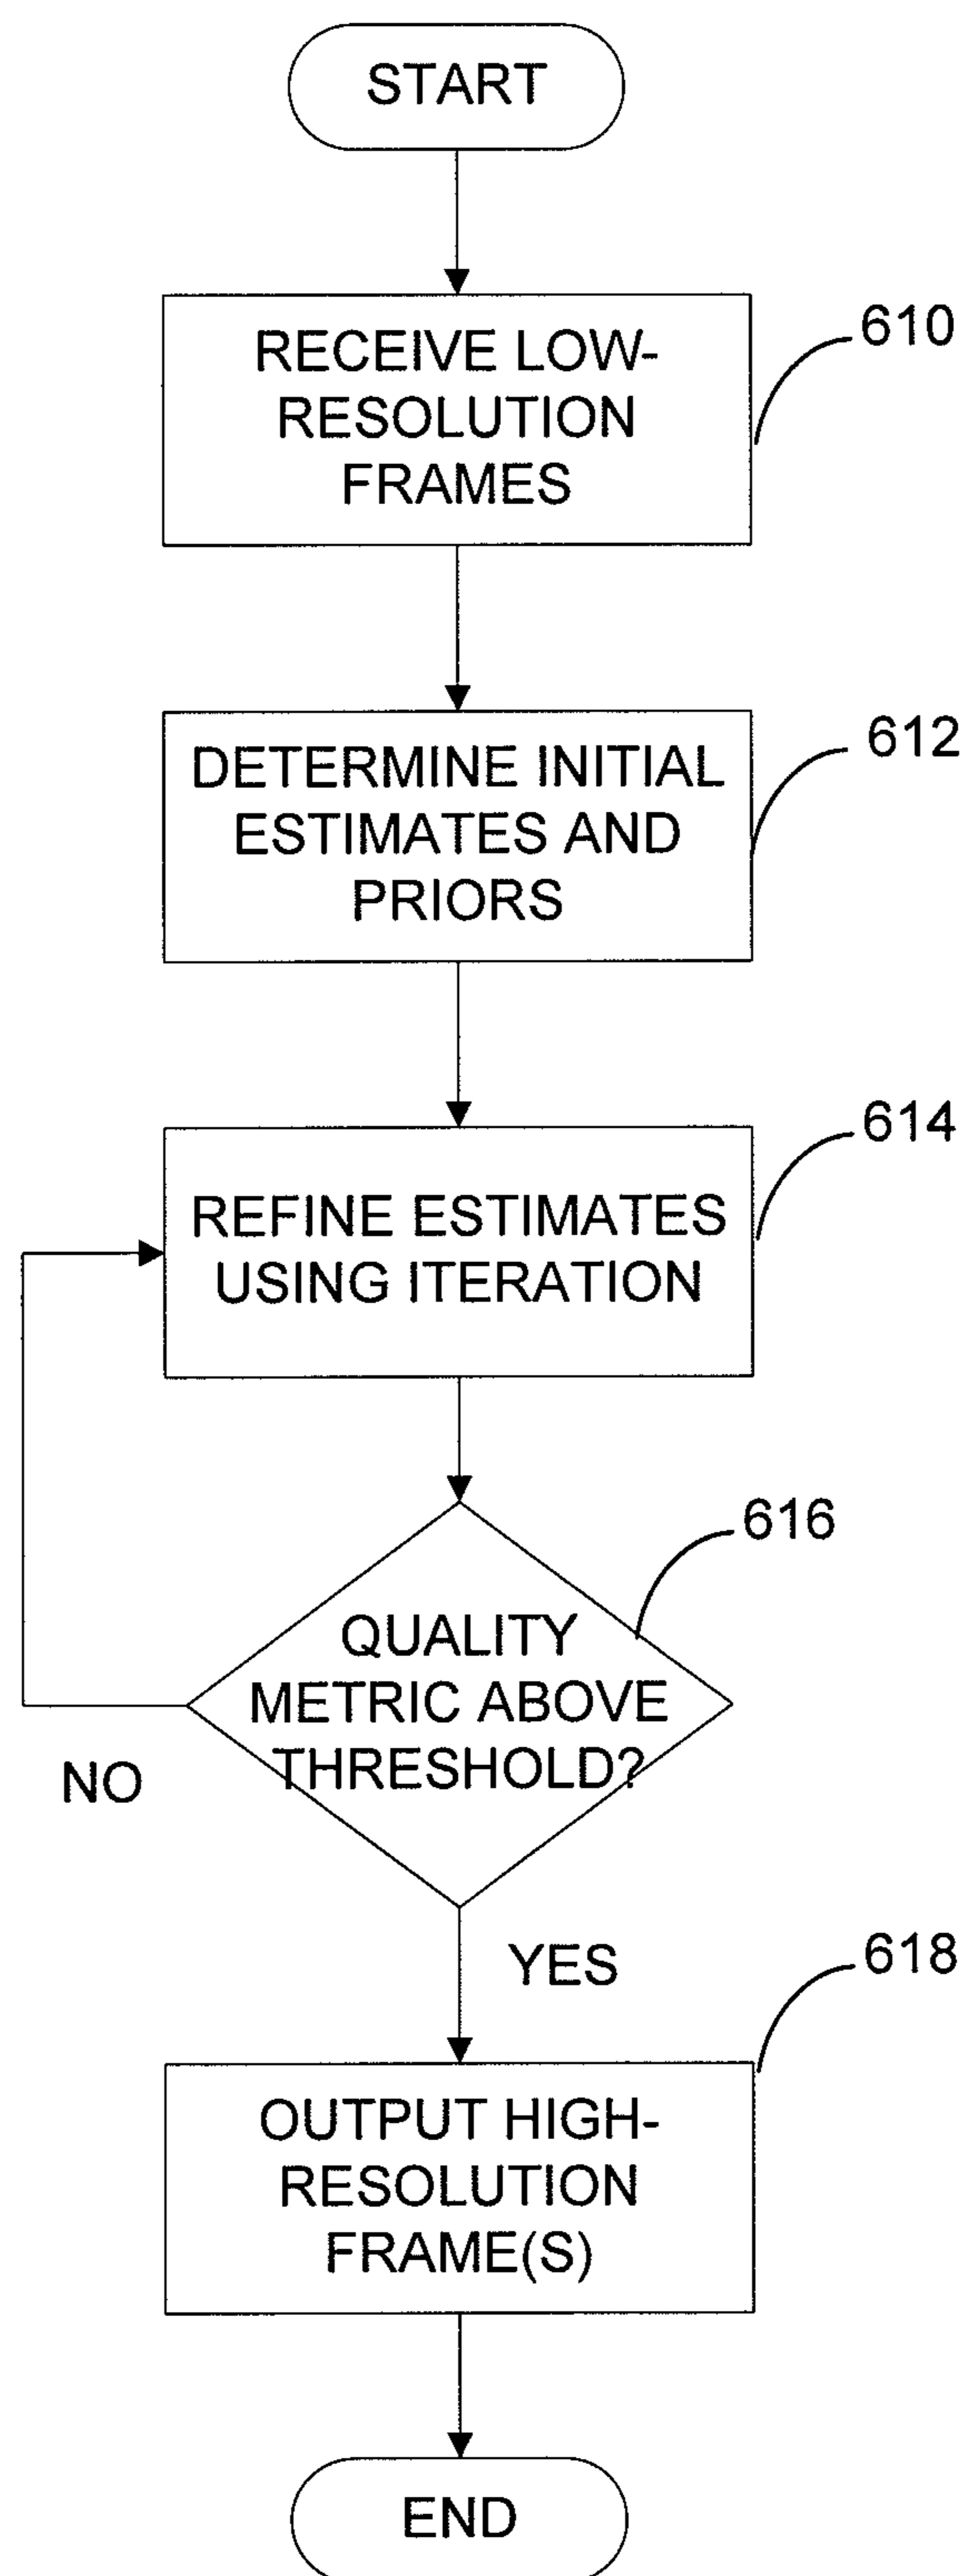 START
RECEIVE LOW-
RESOLUTION
FRAMES
610
DETERMINE INITIAL
ESTIMATES AND
PRIORS
612
REFINE ESTIMATES
USING ITERATION
614
QUALITY
METRIC ABOVE
THRESHOLD?
616
NO
YES
OUTPUT HIGH-
RESOLUTION
FRAME(S)
618
END